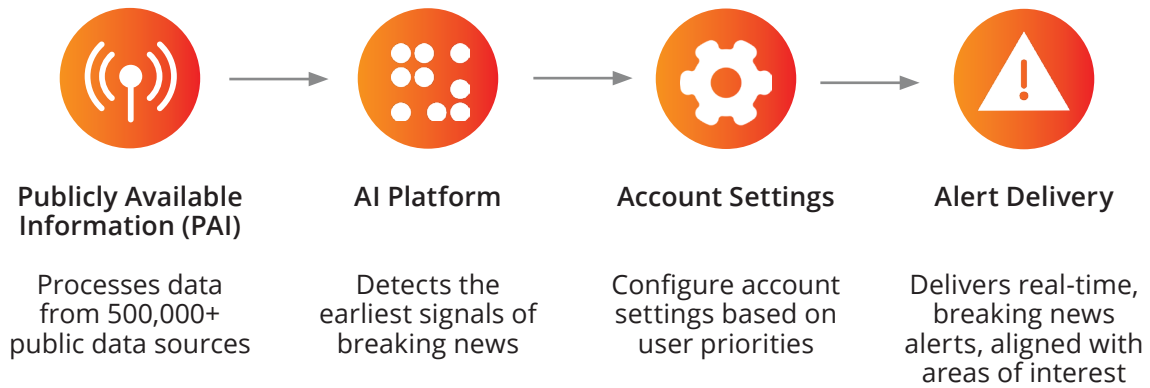 Publicly Available
Information (PAI)
Processes data
from 500,000+
public data sources
AI Platform
Detects the
earliest signals of
breaking news
Account Settings
Configure account
settings based on
user priorities
Alert Delivery
Delivers real-time,
breaking news
alerts, aligned with
areas of interest